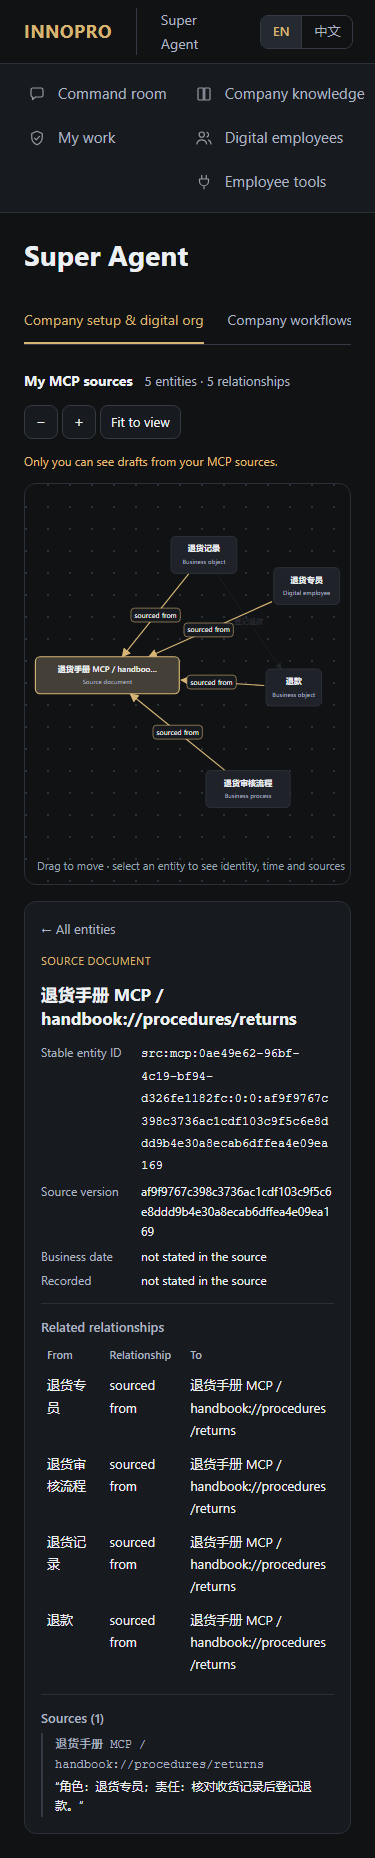 INNOPRO
Super
Agent
EN
中文
Command room
Company knowledge
My work
Digital employees
Employee tools
Super Agent
Company setup & digital org
Company workflows
My MCP sources
5 entities · 5 relationships
−
+
Fit to view
Only you can see drafts from your MCP sources.
退货记录
Business object
退货专员
Digital employee
sourced from
sourced from
退货手册 MCP / handboo...
Source document
sourced from
退款
Business object
sourced from
退货审核流程
Business process
Drag to move · select an entity to see identity, time and sources
← All entities
SOURCE DOCUMENT
退货手册 MCP /
handbook://procedures/returns
Stable entity ID
src:mcp:0ae49e62-96bf-
4c19-bf94-
d326fe1182fc:0:0:af9f9767c
398c3736ac1cdf103c9f5c6e8d
dd9b4e30a8ecab6dffea4e09ea
169
Source version
af9f9767c398c3736ac1cdf103c9f5c6
e8ddd9b4e30a8ecab6dffea4e09ea1
69
Business date
not stated in the source
Recorded
not stated in the source
Related relationships
From
Relationship
To
退货专
员
sourced
from
退货手册 MCP /
handbook://procedures
/returns
退货审
核流程
sourced
from
退货手册 MCP /
handbook://procedures
/returns
退货记
录
sourced
from
退货手册 MCP /
handbook://procedures
/returns
退款
sourced
from
退货手册 MCP /
handbook://procedures
/returns
Sources (1)
退货手册 MCP /
handbook://procedures/returns
“角色：退货专员；责任：核对收货记录后登记退
款。”